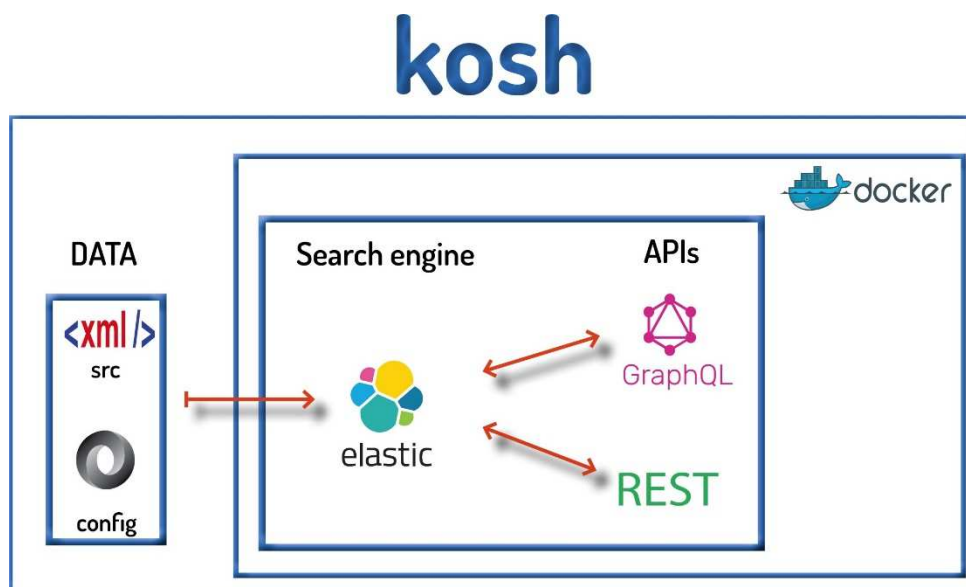 kosh
docker
DATA
Search engine
APIs
<xml/>
src
GraphQL
elastic
REST
config